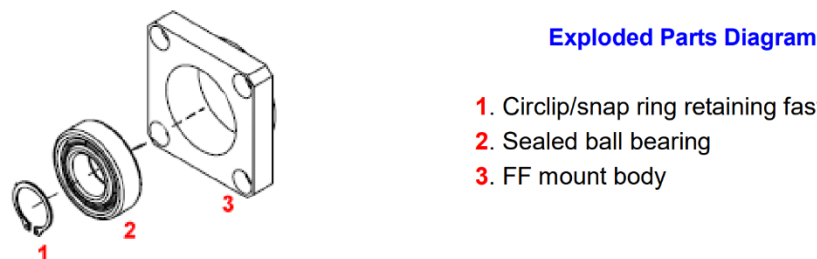 Exploded Parts Diagram
1. Circlip/snap ring retaining fas
2. Sealed ball bearing
3. FF mount body
3
2
1